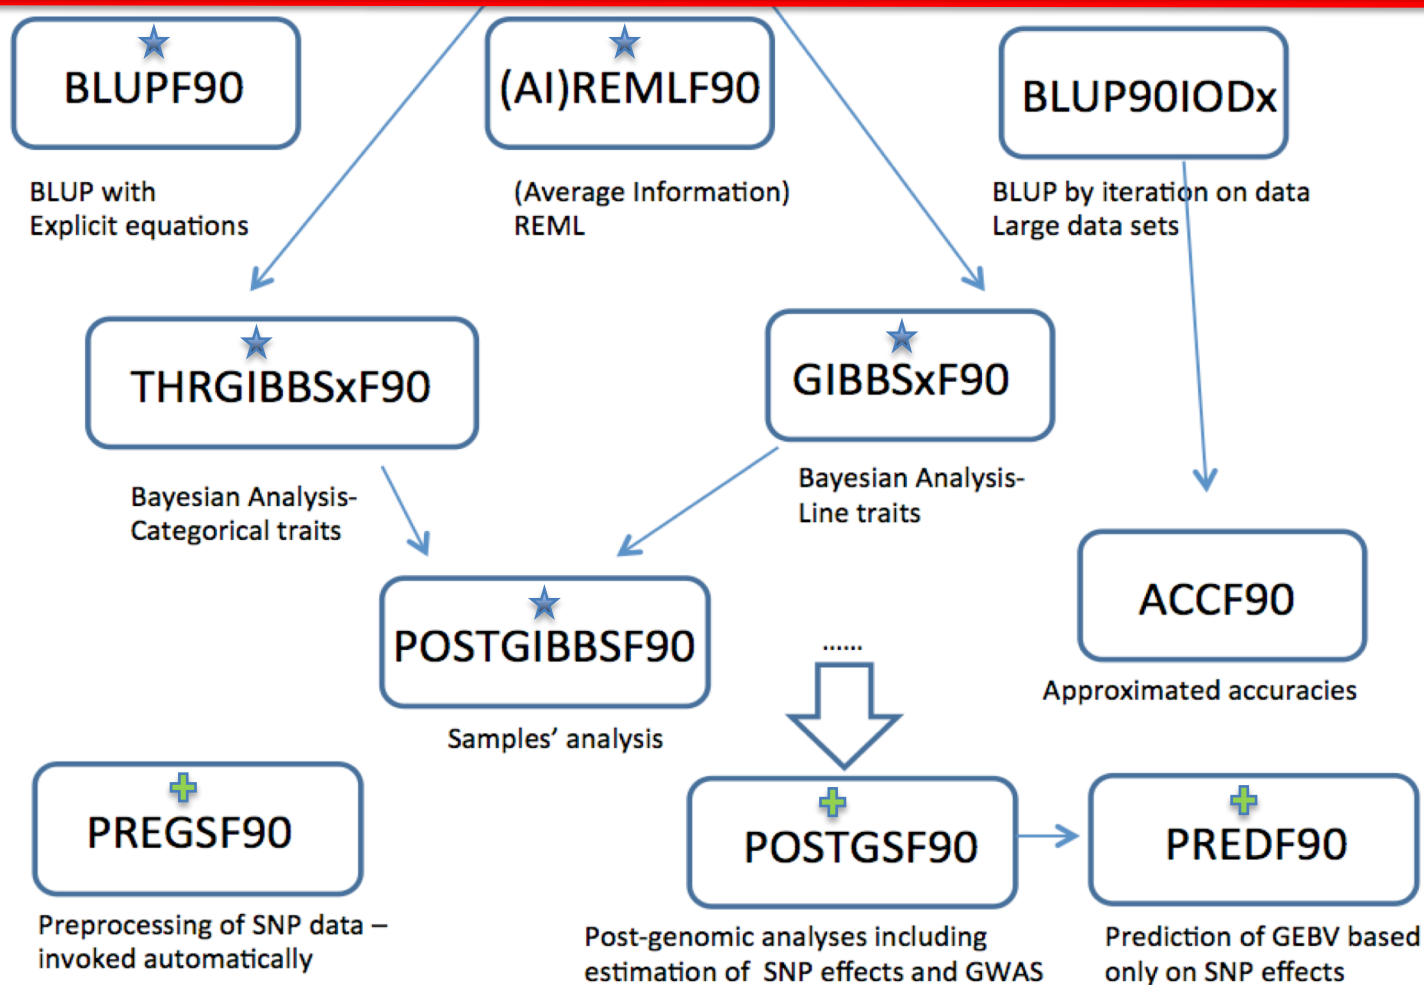 BLUPF90
(AI)REMLF90
BLUP90IODx
BLUP with
Explicit equations
(Average Information)
REML
BLUP by iteration on data
Large data sets
THRGIBBSxF90
GIBBSxF90
Bayesian Analysis-
Categorical traits
Bayesian Analysis-
Line traits
POSTGIBBSF90
ACCF90
Samples’ analysis
......
Approximated accuracies
PREGSF90
POSTGSF90
PREDF90
Preprocessing of SNP data –
invoked automatically
Post-genomic analyses including
estimation of SNP effects and GWAS
Prediction of GEBV based
only on SNP effects